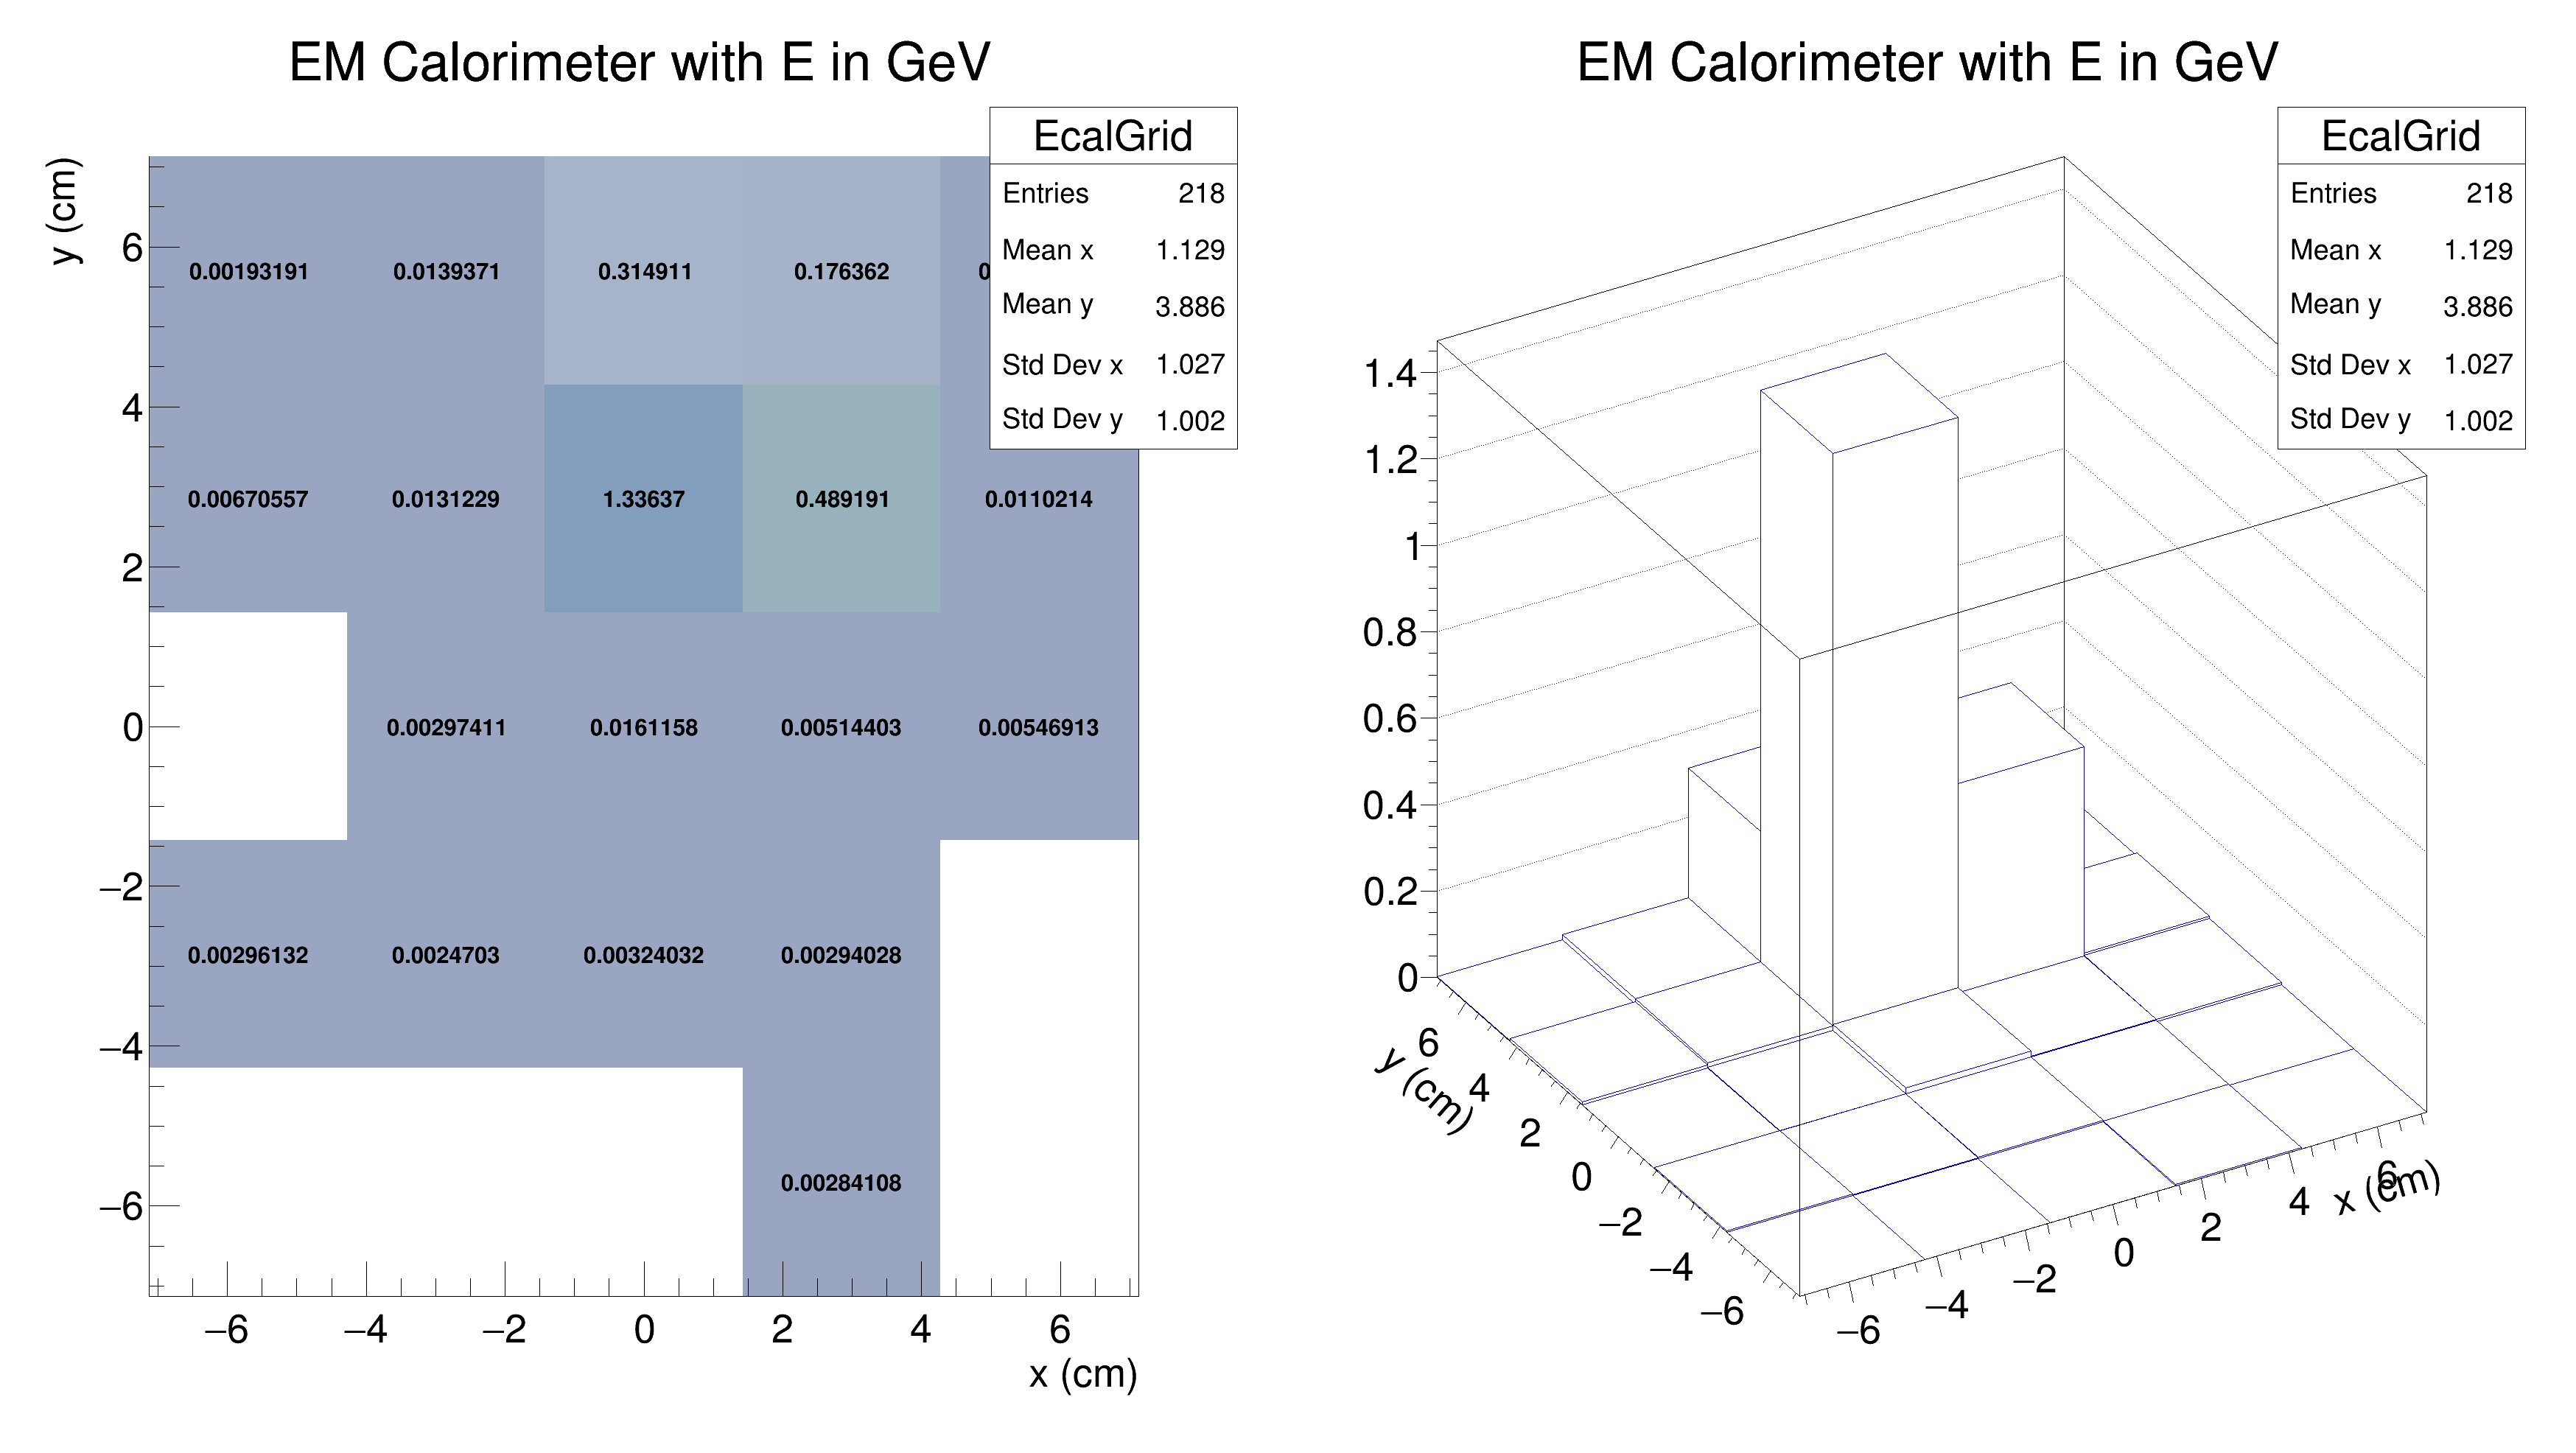 EM Calorimeter with E in GeV
EcalGrid
Entries 218
Mean x 1.129
Mean y 3.886
Std Dev x 1.027
Std Dev y 1.002
y (cm)
6
4
2
0
−2
−4
−6
0.00193191 0.0139371 0.314911 0.176362
0.00670557 0.0131229 1.33637 0.489191 0.0110214
0.00297411 0.0161158 0.00514403 0.00546913
0.00296132 0.0024703 0.00324032 0.00294028
0.00284108
−6 −4 −2 0 2 4 6
x (cm)
EM Calorimeter with E in GeV
EcalGrid
Entries 218
Mean x 1.129
Mean y 3.886
Std Dev x 1.027
Std Dev y 1.002
1.4
1.2
1
0.8
0.6
0.4
0.2
0
6
4
2
0
−2
−4
−6
y (cm)
−6 −4 −2 0 2 4 6
x (cm)